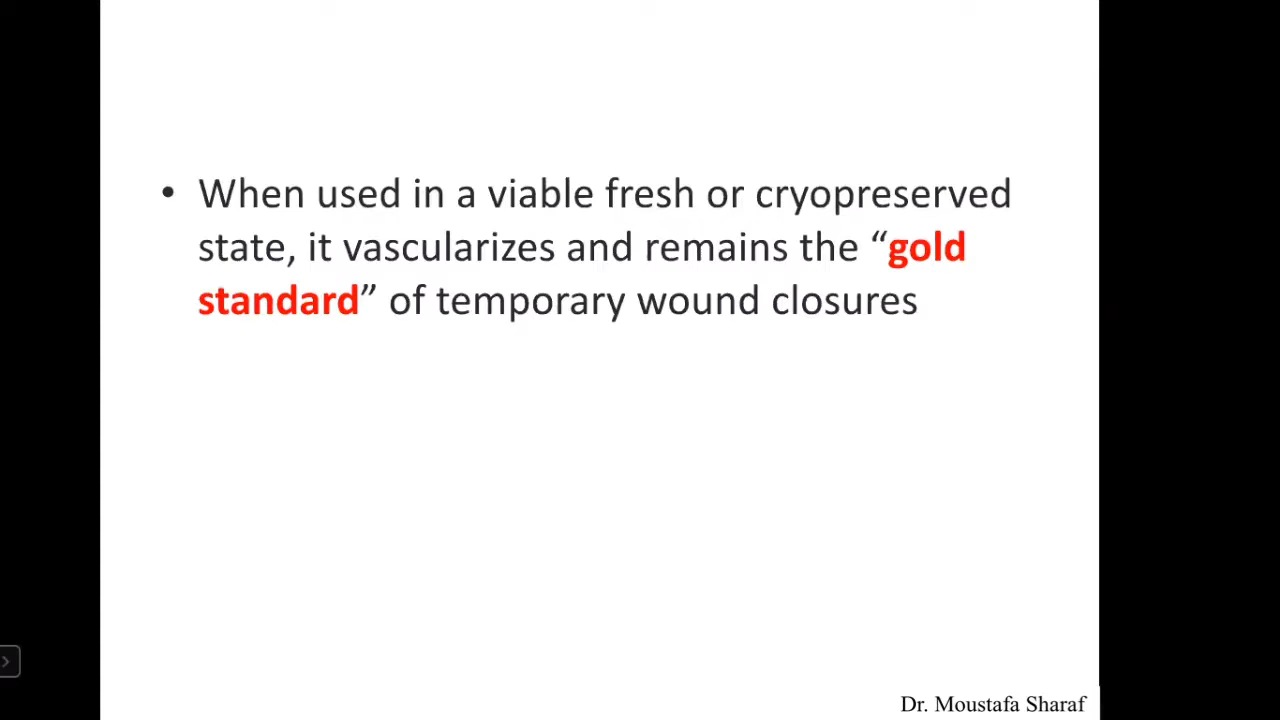 • When used in a viable fresh or cryopreserved
state, it vascularizes and remains the “gold
standard” of temporary wound closures
Dr. Moustafa Sharaf